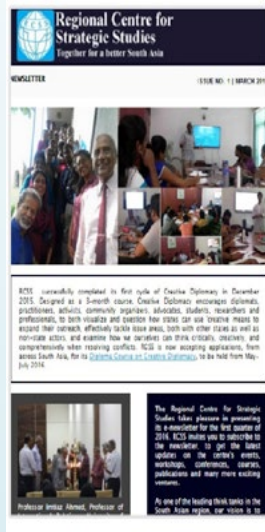 Regional Centre for
Strategic Studies
Together for a better South Asia
NEWSLETTER
ISSUE NO. 1 | MARCH 201
RCSS successfully completed its first cycle of Creative Diplomacy in December
2015. Designed as a 3-month course, Creative Diplomacy encourages diplomats,
practitioners, activists, community organizers, advocates, students, researchers and
professionals, to both visualize and question how states can use creative means to
expand their outreach, effectively tackle issue areas, both with other states as well as
non-state actors, and examine how we ourselves can think critically, creatively, and
comprehensively when resolving conflicts. RCSS is now accepting applications, from
across South Asia, for its Diploma Course on Creative Diplomacy, to be held from May-
July 2016.
The Regional Centre for Strategic
Studies takes pleasure in presenting
its e-newsletter for the first quarter of
2016. RCSS invites you to subscribe to
the newsletter to get the latest
updates on the centre's events,
workshops, conferences, courses,
publications and many more exciting
ventures.
As one of the leading think tanks in the
South Asian region, our vision is to
Professor Imtiaz Ahmed, Professor of